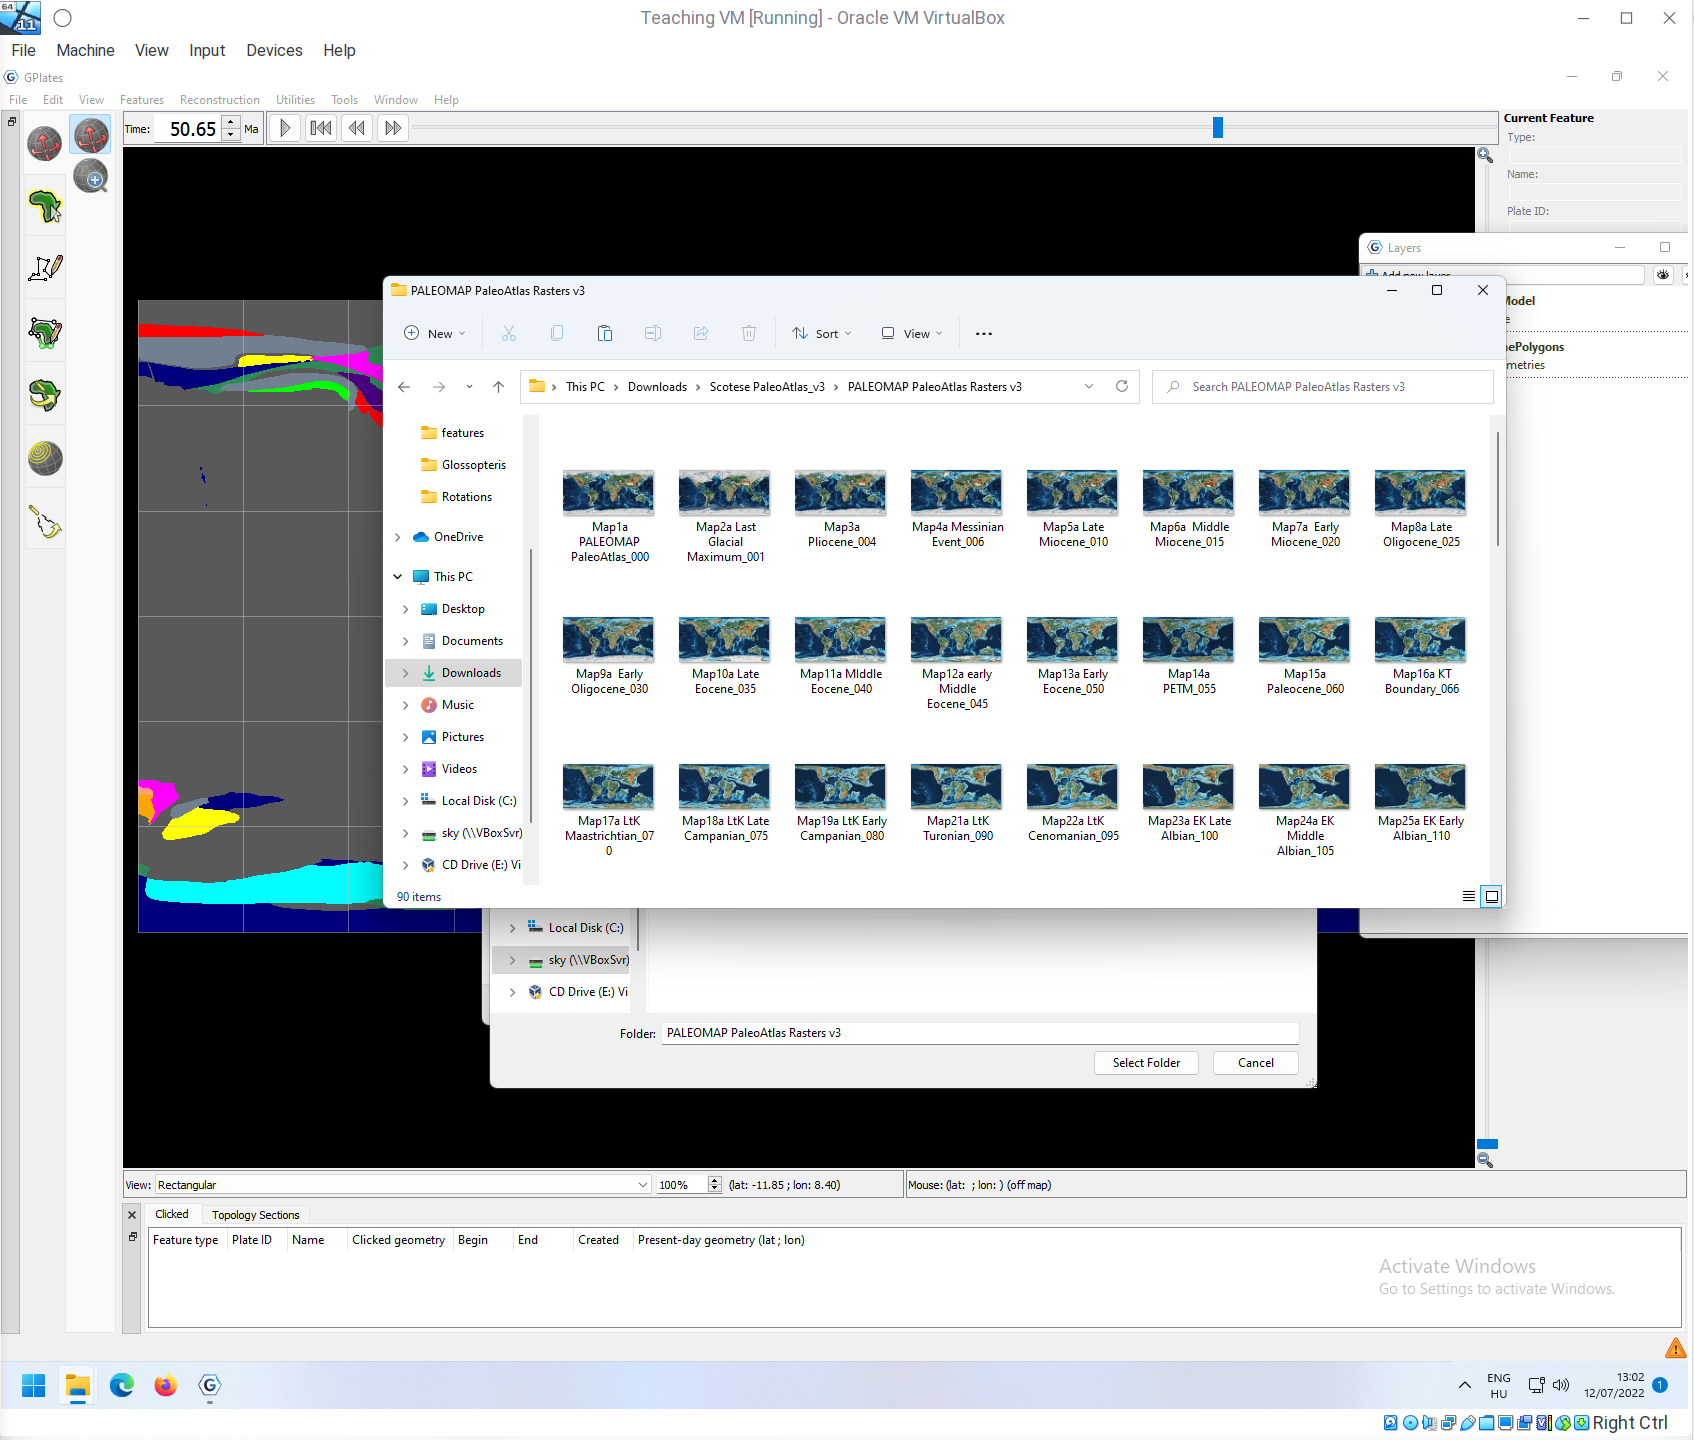 64
11
Teaching VM [Running] - Oracle VM VirtualBox
File Machine View Input Devices Help
GPlates
File Edit View Features Reconstruction Utilities Tools Window Help
Time: 50.65 Ma
Current Feature
Type:
Name:
Plate ID:
Layers
Add new layer
Model
e
nePolygons
metries
PALEOMAP PaleoAtlas Rasters v3
New Sort View
This PC Downloads Scotese PaleoAtlas_v3 PALEOMAP PaleoAtlas Rasters v3
Search PALEOMAP PaleoAtlas Rasters v3
features
Glossopteris
Rotations
OneDrive
This PC
Desktop
Documents
Downloads
Music
Pictures
Videos
Local Disk (C:)
sky (\\VBoxSvr)
CD Drive (E:) Vi
Map1a PALEOMAP PaleoAtlas_000
Map2a Last Glacial Maximum_001
Map3a Pliocene_004
Map4a Messinian Event_006
Map5a Late Miocene_010
Map6a  Middle Miocene_015
Map7a  Early Miocene_020
Map8a Late Oligocene_025
Map9a  Early Oligocene_030
Map10a Late Eocene_035
Map11a MIddle Eocene_040
Map12a early Middle Eocene_045
Map13a Early Eocene_050
Map14a PETM_055
Map15a Paleocene_060
Map16a KT Boundary_066
Map17a LtK Maastrichtian_070
Map18a LtK Late Campanian_075
Map19a LtK Early Campanian_080
Map21a LtK Turonian_090
Map22a LtK Cenomanian_095
Map23a EK Late Albian_100
Map24a EK Middle Albian_105
Map25a EK Early Albian_110
90 items
Local Disk (C:)
sky (\\VBoxSvr)
CD Drive (E:) Vi
Folder: PALEOMAP PaleoAtlas Rasters v3
Select Folder Cancel
View: Rectangular 100% (lat: -11.85 ; lon: 8.40) Mouse: (lat:  ; lon: ) (off map)
Clicked Topology Sections
Feature type Plate ID Name Clicked geometry Begin End Created Present-day geometry (lat ; lon)
Activate Windows
Go to Settings to activate Windows.
ENG
HU
13:02
12/07/2022
1
Right Ctrl